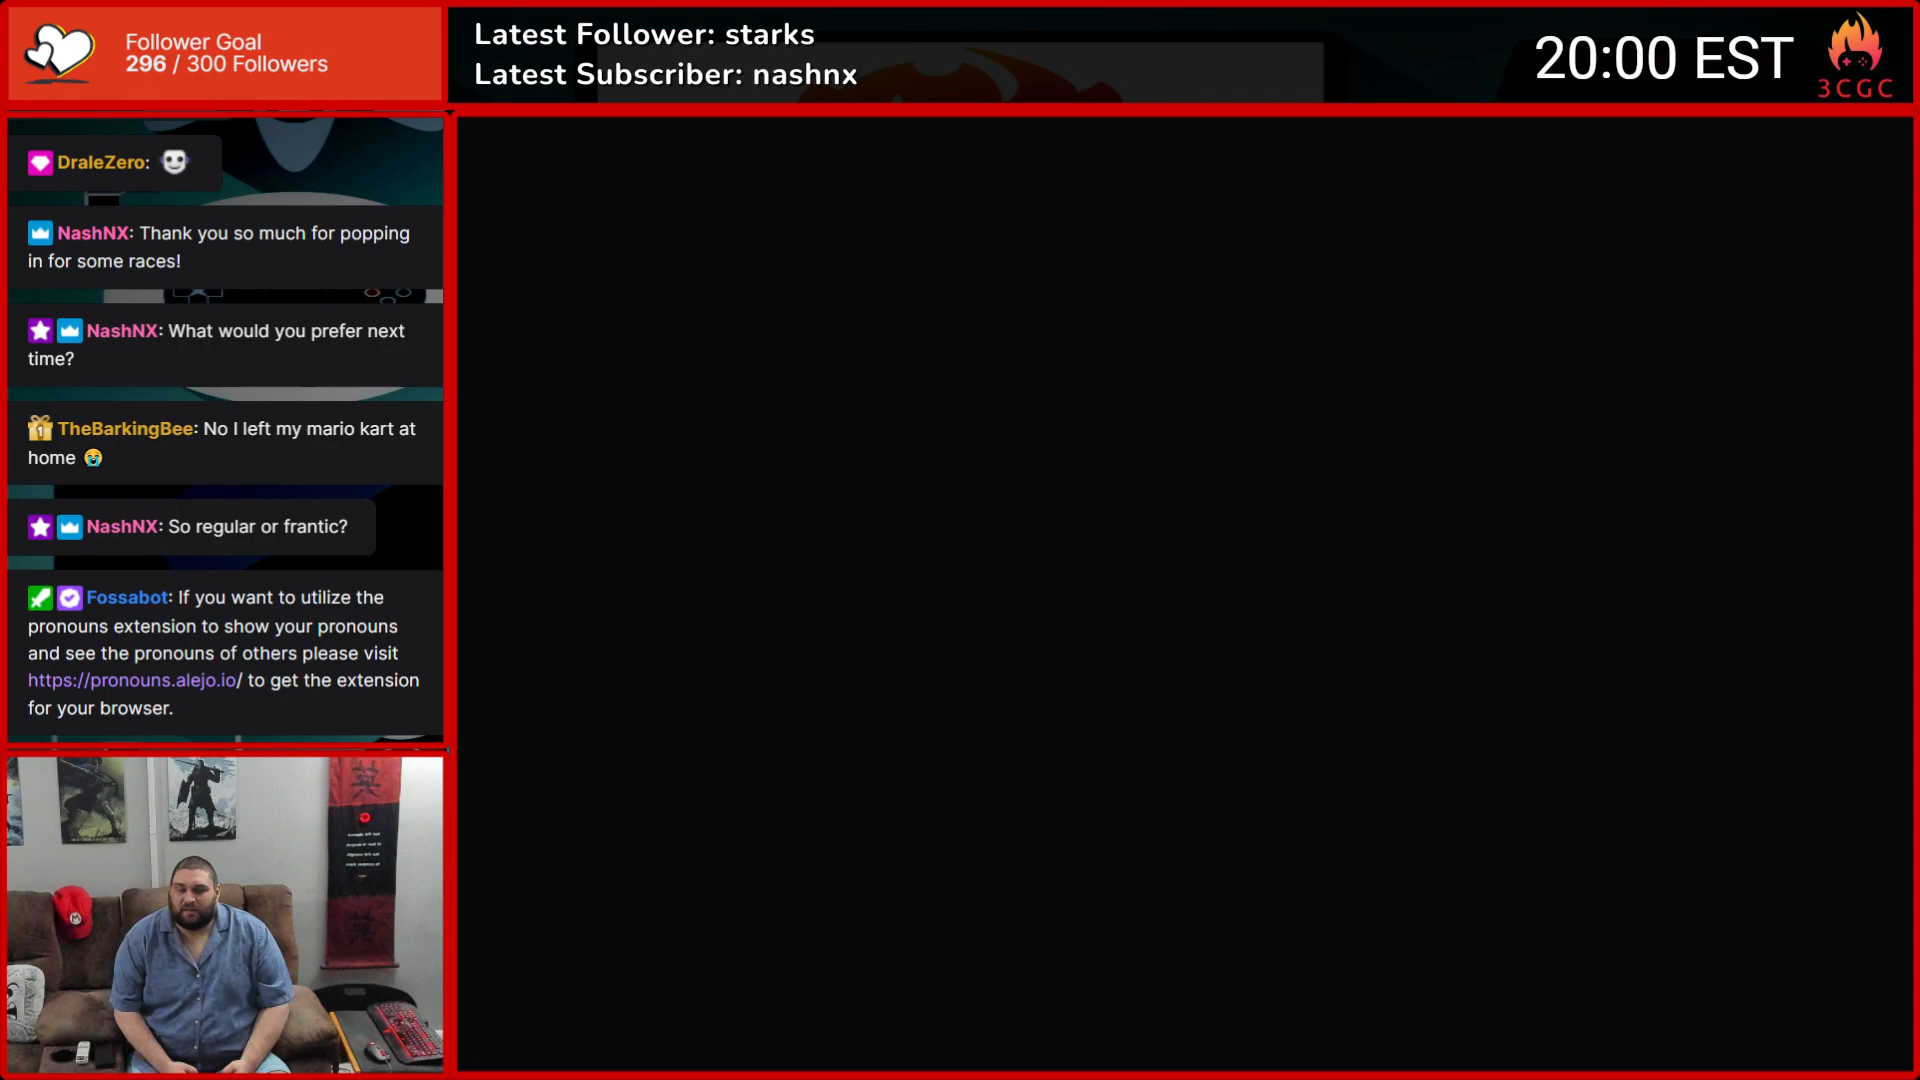 Follower Goal
296 / 300 Followers
Latest Follower: starks
Latest Subscriber: nashnx
20:00 EST
3CGC
DraleZero:
NashNX: Thank you so much for popping
in for some races!
NashNX: What would you prefer next
time?
TheBarkingBee: No I left my mario kart at
home 😭
NashNX: So regular or frantic?
Fossabot: If you want to utilize the
pronouns extension to show your pronouns
and see the pronouns of others please visit
https://pronouns.alejo.io/ to get the extension
for your browser.
英
M
英